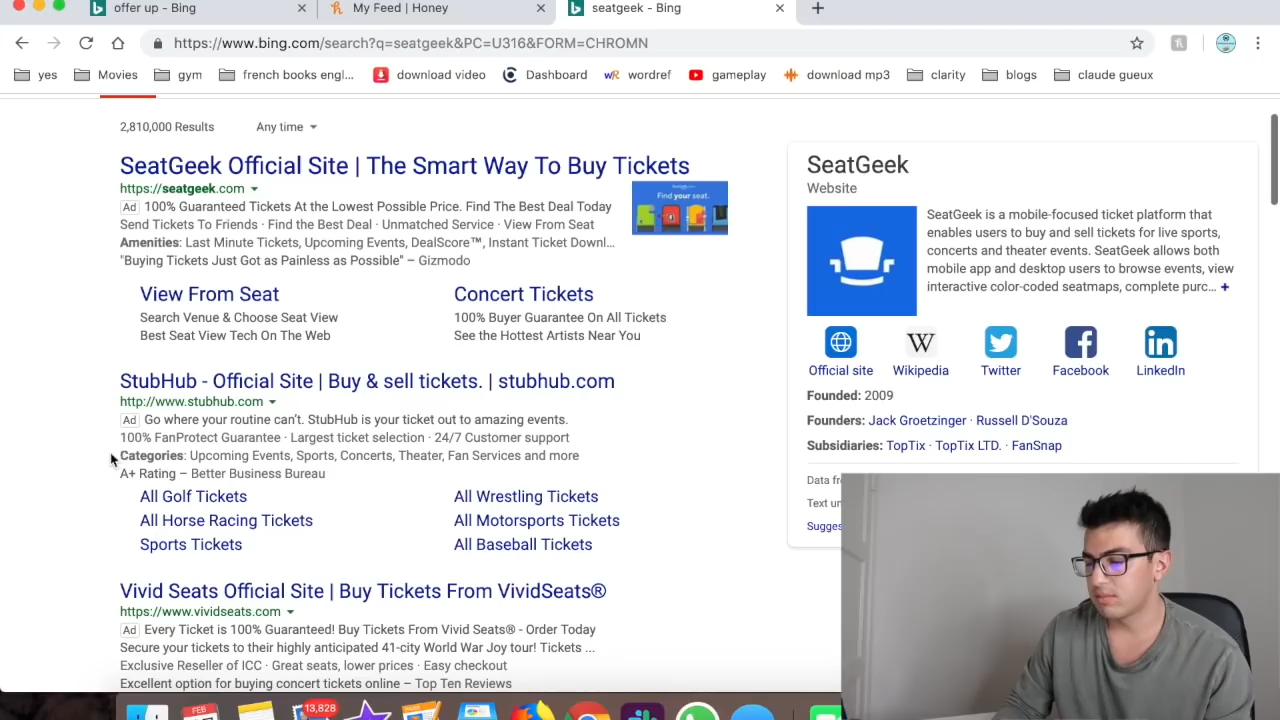 offer up - Bing
My Feed | Honey
seatgeek - Bing
https://www.bing.com/search?q=seatgeek&PC=U316&FORM=CHROMN
yes
Movies
gym
french books engl...
download video
Dashboard
wordref
gameplay
download mp3
clarity
blogs
claude gueux
2,810,000 Results
Any time
SeatGeek Official Site | The Smart Way To Buy Tickets
https://seatgeek.com
Ad 100% Guaranteed Tickets At the Lowest Possible Price. Find The Best Deal Today
Send Tickets To Friends · Find the Best Deal · Unmatched Service · View From Seat
Amenities: Last Minute Tickets, Upcoming Events, DealScore™, Instant Ticket Downl...
"Buying Tickets Just Got as Painless as Possible" – Gizmodo
Find your seat.
View From Seat
Search Venue & Choose Seat View
Best Seat View Tech On The Web
Concert Tickets
100% Buyer Guarantee On All Tickets
See the Hottest Artists Near You
StubHub - Official Site | Buy & sell tickets. | stubhub.com
http://www.stubhub.com
Ad Go where your routine can't. StubHub is your ticket out to amazing events.
100% FanProtect Guarantee · Largest ticket selection · 24/7 Customer support
Categories: Upcoming Events, Sports, Concerts, Theater, Fan Services and more
A+ Rating – Better Business Bureau
All Golf Tickets
All Wrestling Tickets
All Horse Racing Tickets
All Motorsports Tickets
Sports Tickets
All Baseball Tickets
Vivid Seats Official Site | Buy Tickets From VividSeats®
https://www.vividseats.com
Ad Every Ticket is 100% Guaranteed! Buy Tickets From Vivid Seats® - Order Today
Secure your tickets to their highly anticipated 41-city World War Joy tour! Tickets ...
Exclusive Reseller of ICC · Great seats, lower prices · Easy checkout
Excellent option for buying concert tickets online – Top Ten Reviews
SeatGeek
Website
SeatGeek is a mobile-focused ticket platform that
enables users to buy and sell tickets for live sports,
concerts and theater events. SeatGeek allows both
mobile app and desktop users to browse events, view
interactive color-coded seatmaps, complete purc... +
Official site
Wikipedia
Twitter
Facebook
LinkedIn
Founded: 2009
Founders: Jack Groetzinger · Russell D'Souza
Subsidiaries: TopTix · TopTix LTD. · FanSnap
Data
Text
FEB
13,828